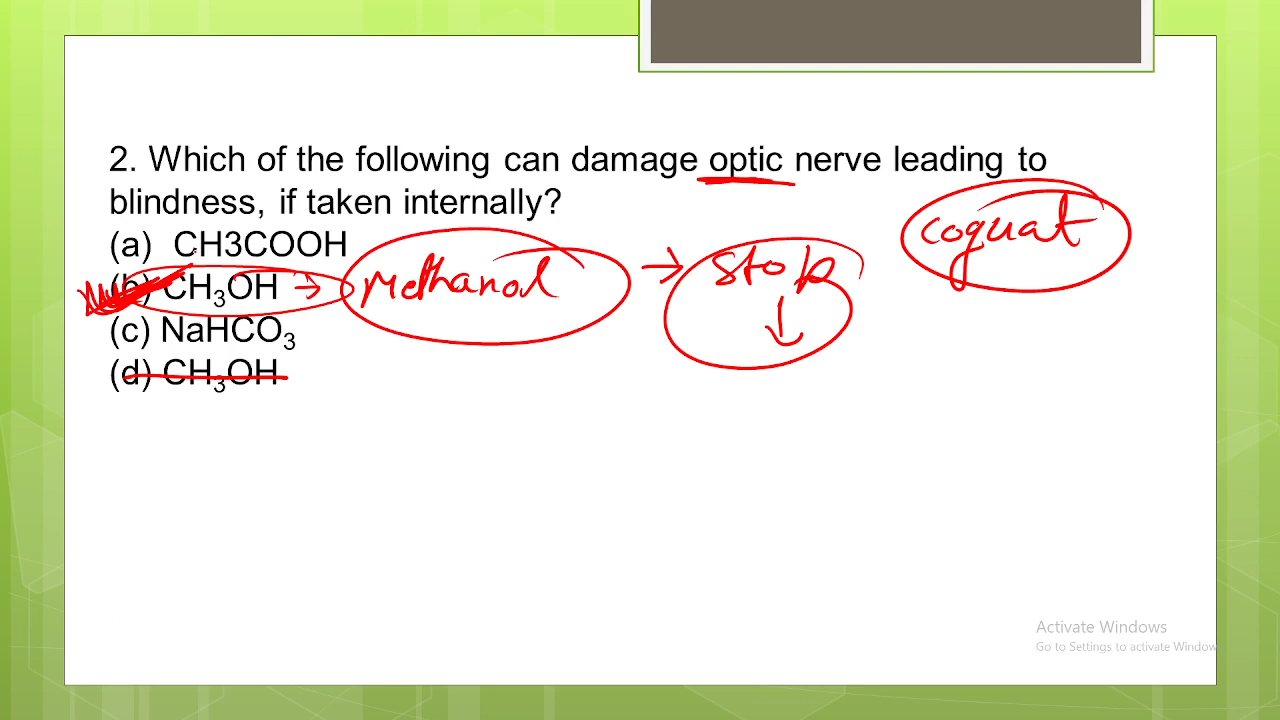 2. Which of the following can damage optic nerve leading to
blindness, if taken internally?
coquat
(a) CH3COOH
(b) CH₃OH → Methanol → stop ↓
(c) NaHCO₃
(d) CH₃OH
Activate Windows
Go to Settings to activate Window